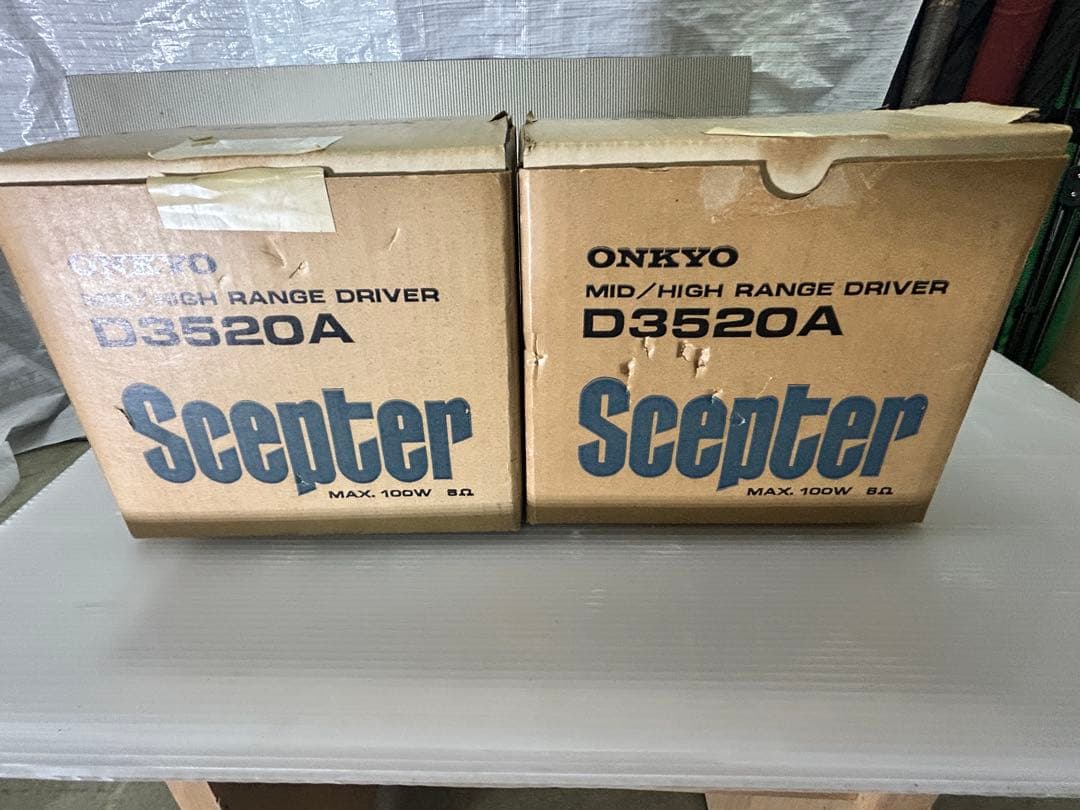 ONKYO
MID/HIGH RANGE DRIVER
D3520A
Scepter
MAX. 100W 8Ω
ONKYO
MID/HIGH RANGE DRIVER
D3520A
Scepter
MAX. 100W 8Ω